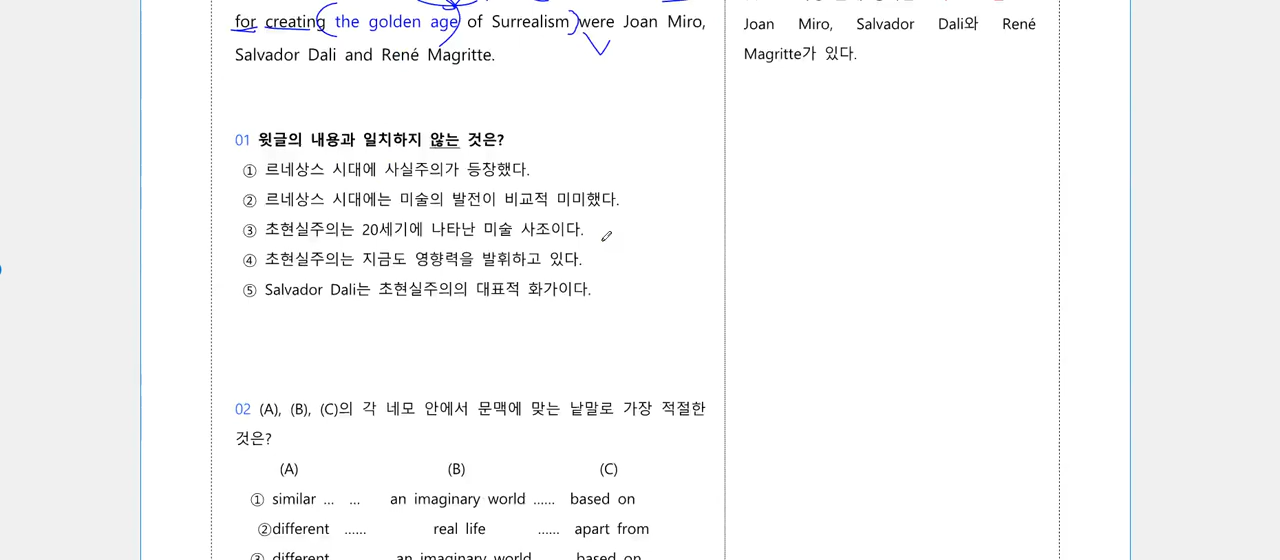 for creating the golden age of Surrealism were Joan Miro,
Salvador Dali and René Magritte.
Joan Miro, Salvador Dali와 René
Magritte가 있다.
01 윗글의 내용과 일치하지 않는 것은?
① 르네상스 시대에 사실주의가 등장했다.
② 르네상스 시대에는 미술의 발전이 비교적 미미했다.
③ 초현실주의는 20세기에 나타난 미술 사조이다.
④ 초현실주의는 지금도 영향력을 발휘하고 있다.
⑤ Salvador Dali는 초현실주의의 대표적 화가이다.
02 (A), (B), (C)의 각 네모 안에서 문맥에 맞는 낱말로 가장 적절한
것은?
(A) (B) (C)
① similar ... ... an imaginary world ...... based on
②different ...... real life ...... apart from
③ different an imaginary world based on